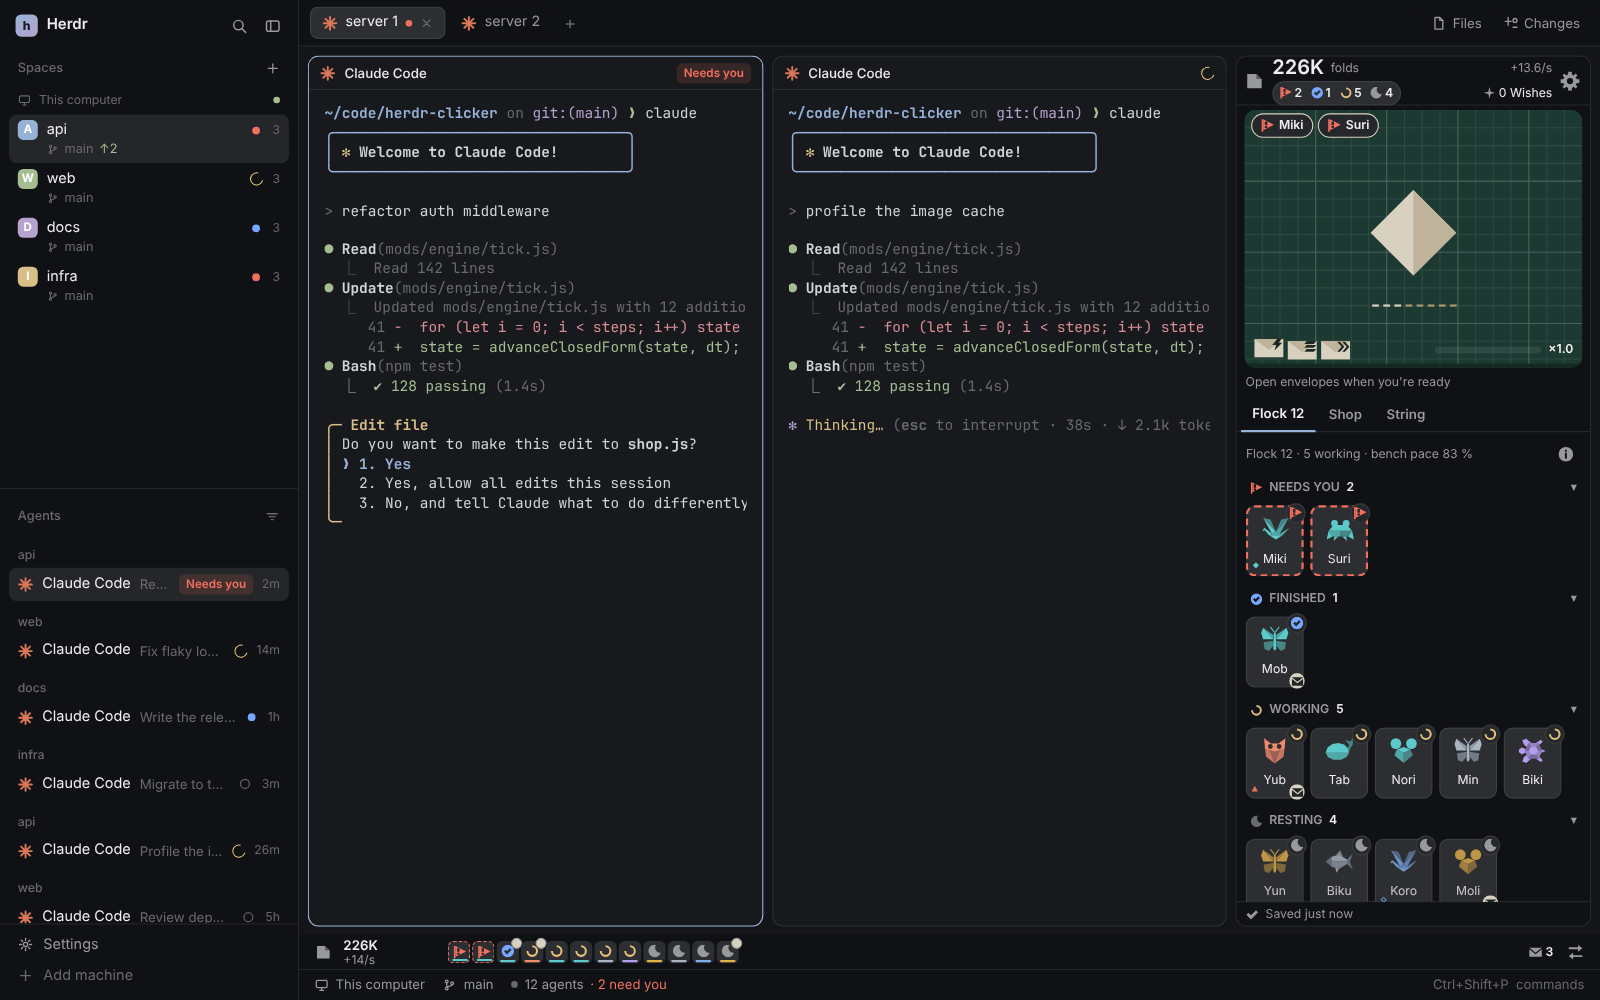 h Herdr
Spaces
This computer
A api 3
main ↑2
W web 3
main
D docs 3
main
I infra 3
main
Agents
api
Claude Code Re... Needs you 2m
web
Claude Code Fix flaky lo... 14m
docs
Claude Code Write the rele... 1h
infra
Claude Code Migrate to t... 3m
api
Claude Code Profile the i... 26m
web
Claude Code Review dep... 5h
Settings
Add machine
server 1
server 2
Files
Changes
Claude Code Needs you
~/code/herdr-clicker on git:(main) ❯ claude
✻ Welcome to Claude Code!
> refactor auth middleware
● Read(mods/engine/tick.js)
⎿ Read 142 lines
● Update(mods/engine/tick.js)
⎿ Updated mods/engine/tick.js with 12 additio
41 - for (let i = 0; i < steps; i++) state
41 + state = advanceClosedForm(state, dt);
● Bash(npm test)
⎿ ✔ 128 passing (1.4s)
Edit file
Do you want to make this edit to shop.js?
❯ 1. Yes
2. Yes, allow all edits this session
3. No, and tell Claude what to do differently
Claude Code
~/code/herdr-clicker on git:(main) ❯ claude
✻ Welcome to Claude Code!
> profile the image cache
● Read(mods/engine/tick.js)
⎿ Read 142 lines
● Update(mods/engine/tick.js)
⎿ Updated mods/engine/tick.js with 12 additio
41 - for (let i = 0; i < steps; i++) state
41 + state = advanceClosedForm(state, dt);
● Bash(npm test)
⎿ ✔ 128 passing (1.4s)
✻ Thinking… (esc to interrupt · 38s · ↓ 2.1k toke
226K folds +13.6/s
2 1 5 4 0 Wishes
Miki Suri
×1.0
Open envelopes when you're ready
Flock 12 Shop String
Flock 12 · 5 working · bench pace 83 %
NEEDS YOU 2
Miki Suri
FINISHED 1
Mob
WORKING 5
Yub Tab Nori Min Biki
RESTING 4
Yun Biku Koro Moli
Saved just now
226K
+14/s
3
This computer main 12 agents · 2 need you
Ctrl+Shift+P commands